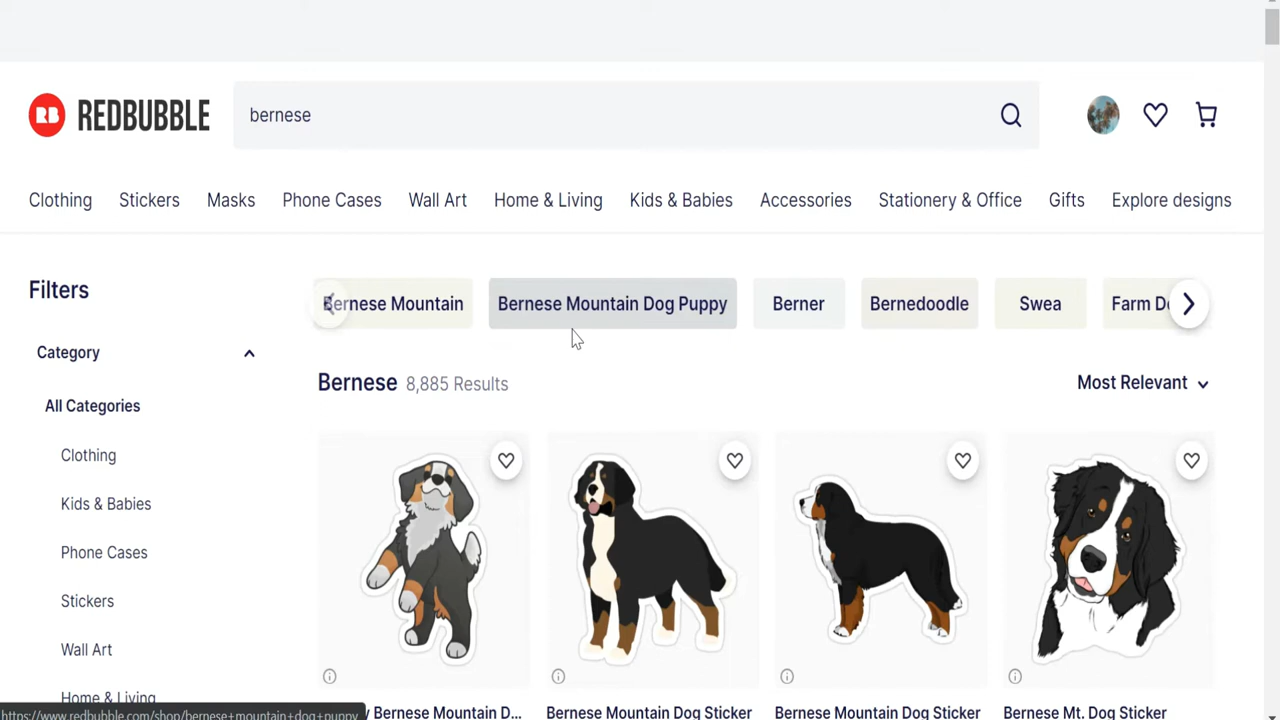 RB REDBUBBLE
bernese
Clothing Stickers Masks Phone Cases Wall Art Home & Living Kids & Babies Accessories Stationery & Office Gifts Explore designs
Filters
Bernese Mountain Bernese Mountain Dog Puppy Berner Bernedoodle Swea Farm D
Category
Bernese 8,885 Results
Most Relevant
All Categories
Clothing
Kids & Babies
Phone Cases
Stickers
Wall Art
Home & Living
y Bernese Mountain D... Bernese Mountain Dog Sticker Bernese Mountain Dog Sticker Bernese Mt. Dog Sticker
https://www.redbubble.com/shop/bernese+mountain+dog+puppy